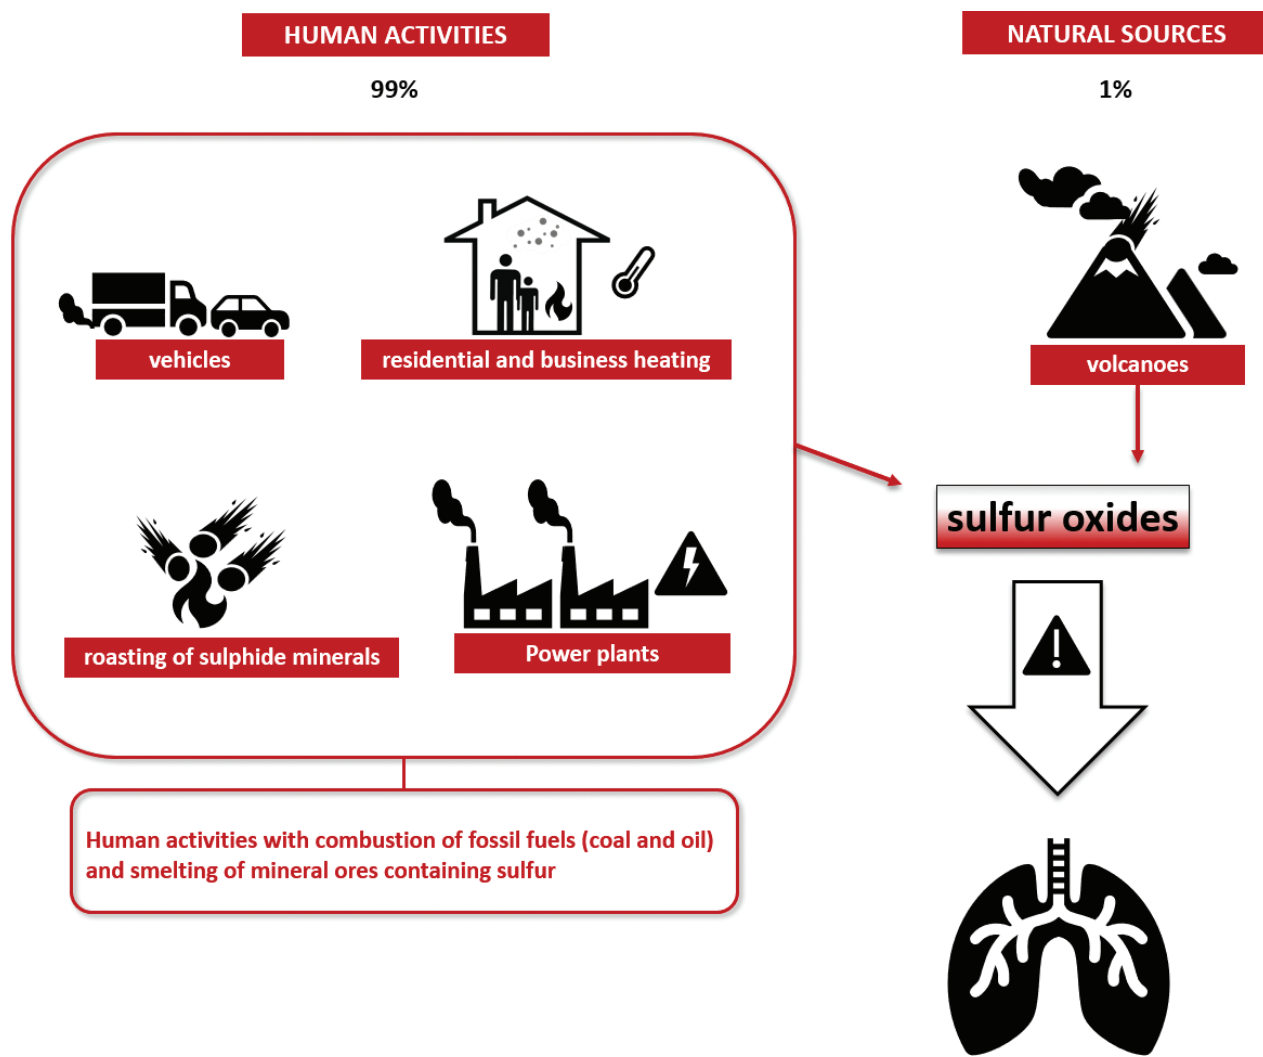 HUMAN ACTIVITIES
99%
NATURAL SOURCES
1%
vehicles
residential and business heating
volcanoes
roasting of sulphide minerals
Power plants
sulfur oxides
Human activities with combustion of fossil fuels (coal and oil)
and smelting of mineral ores containing sulfur